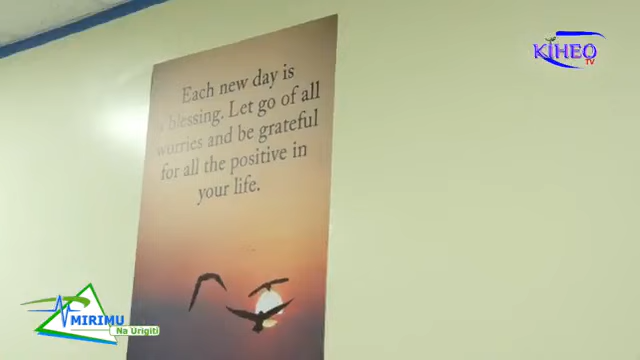 KIHEO
TV
Each new day is
a blessing. Let go of all
worries and be grateful
for all the positive in
your life.
MIRIMU
Na Urigiti